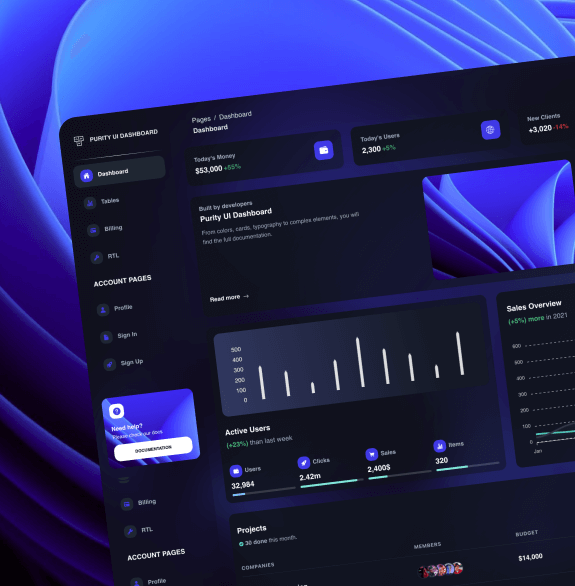 PURITY UI DASHBOARD
Dashboard
Tables
Billing
RTL
ACCOUNT PAGES
Profile
Sign In
Sign Up
Need help?
Please check our docs
DOCUMENTATION
Billing
RTL
ACCOUNT PAGES
Profile
Pages / Dashboard
Dashboard
Today's Money
$53,000 +55%
Today's Users
2,300 +5%
New Clients
+3,020 -14%
Built by developers
Purity UI Dashboard
From colors, cards, typography to complex elements, you will
find the full documentation.
Read more →
500
400
300
200
100
0
Active Users
(+23%) than last week
Users
32,984
Clicks
2.42m
Sales
2,400$
Items
320
Sales Overview
(+5%) more in 2021
600
500
400
300
200
100
0
Jan
Projects
30 done this month.
COMPANIES
MEMBERS
BUDGET
$14,000